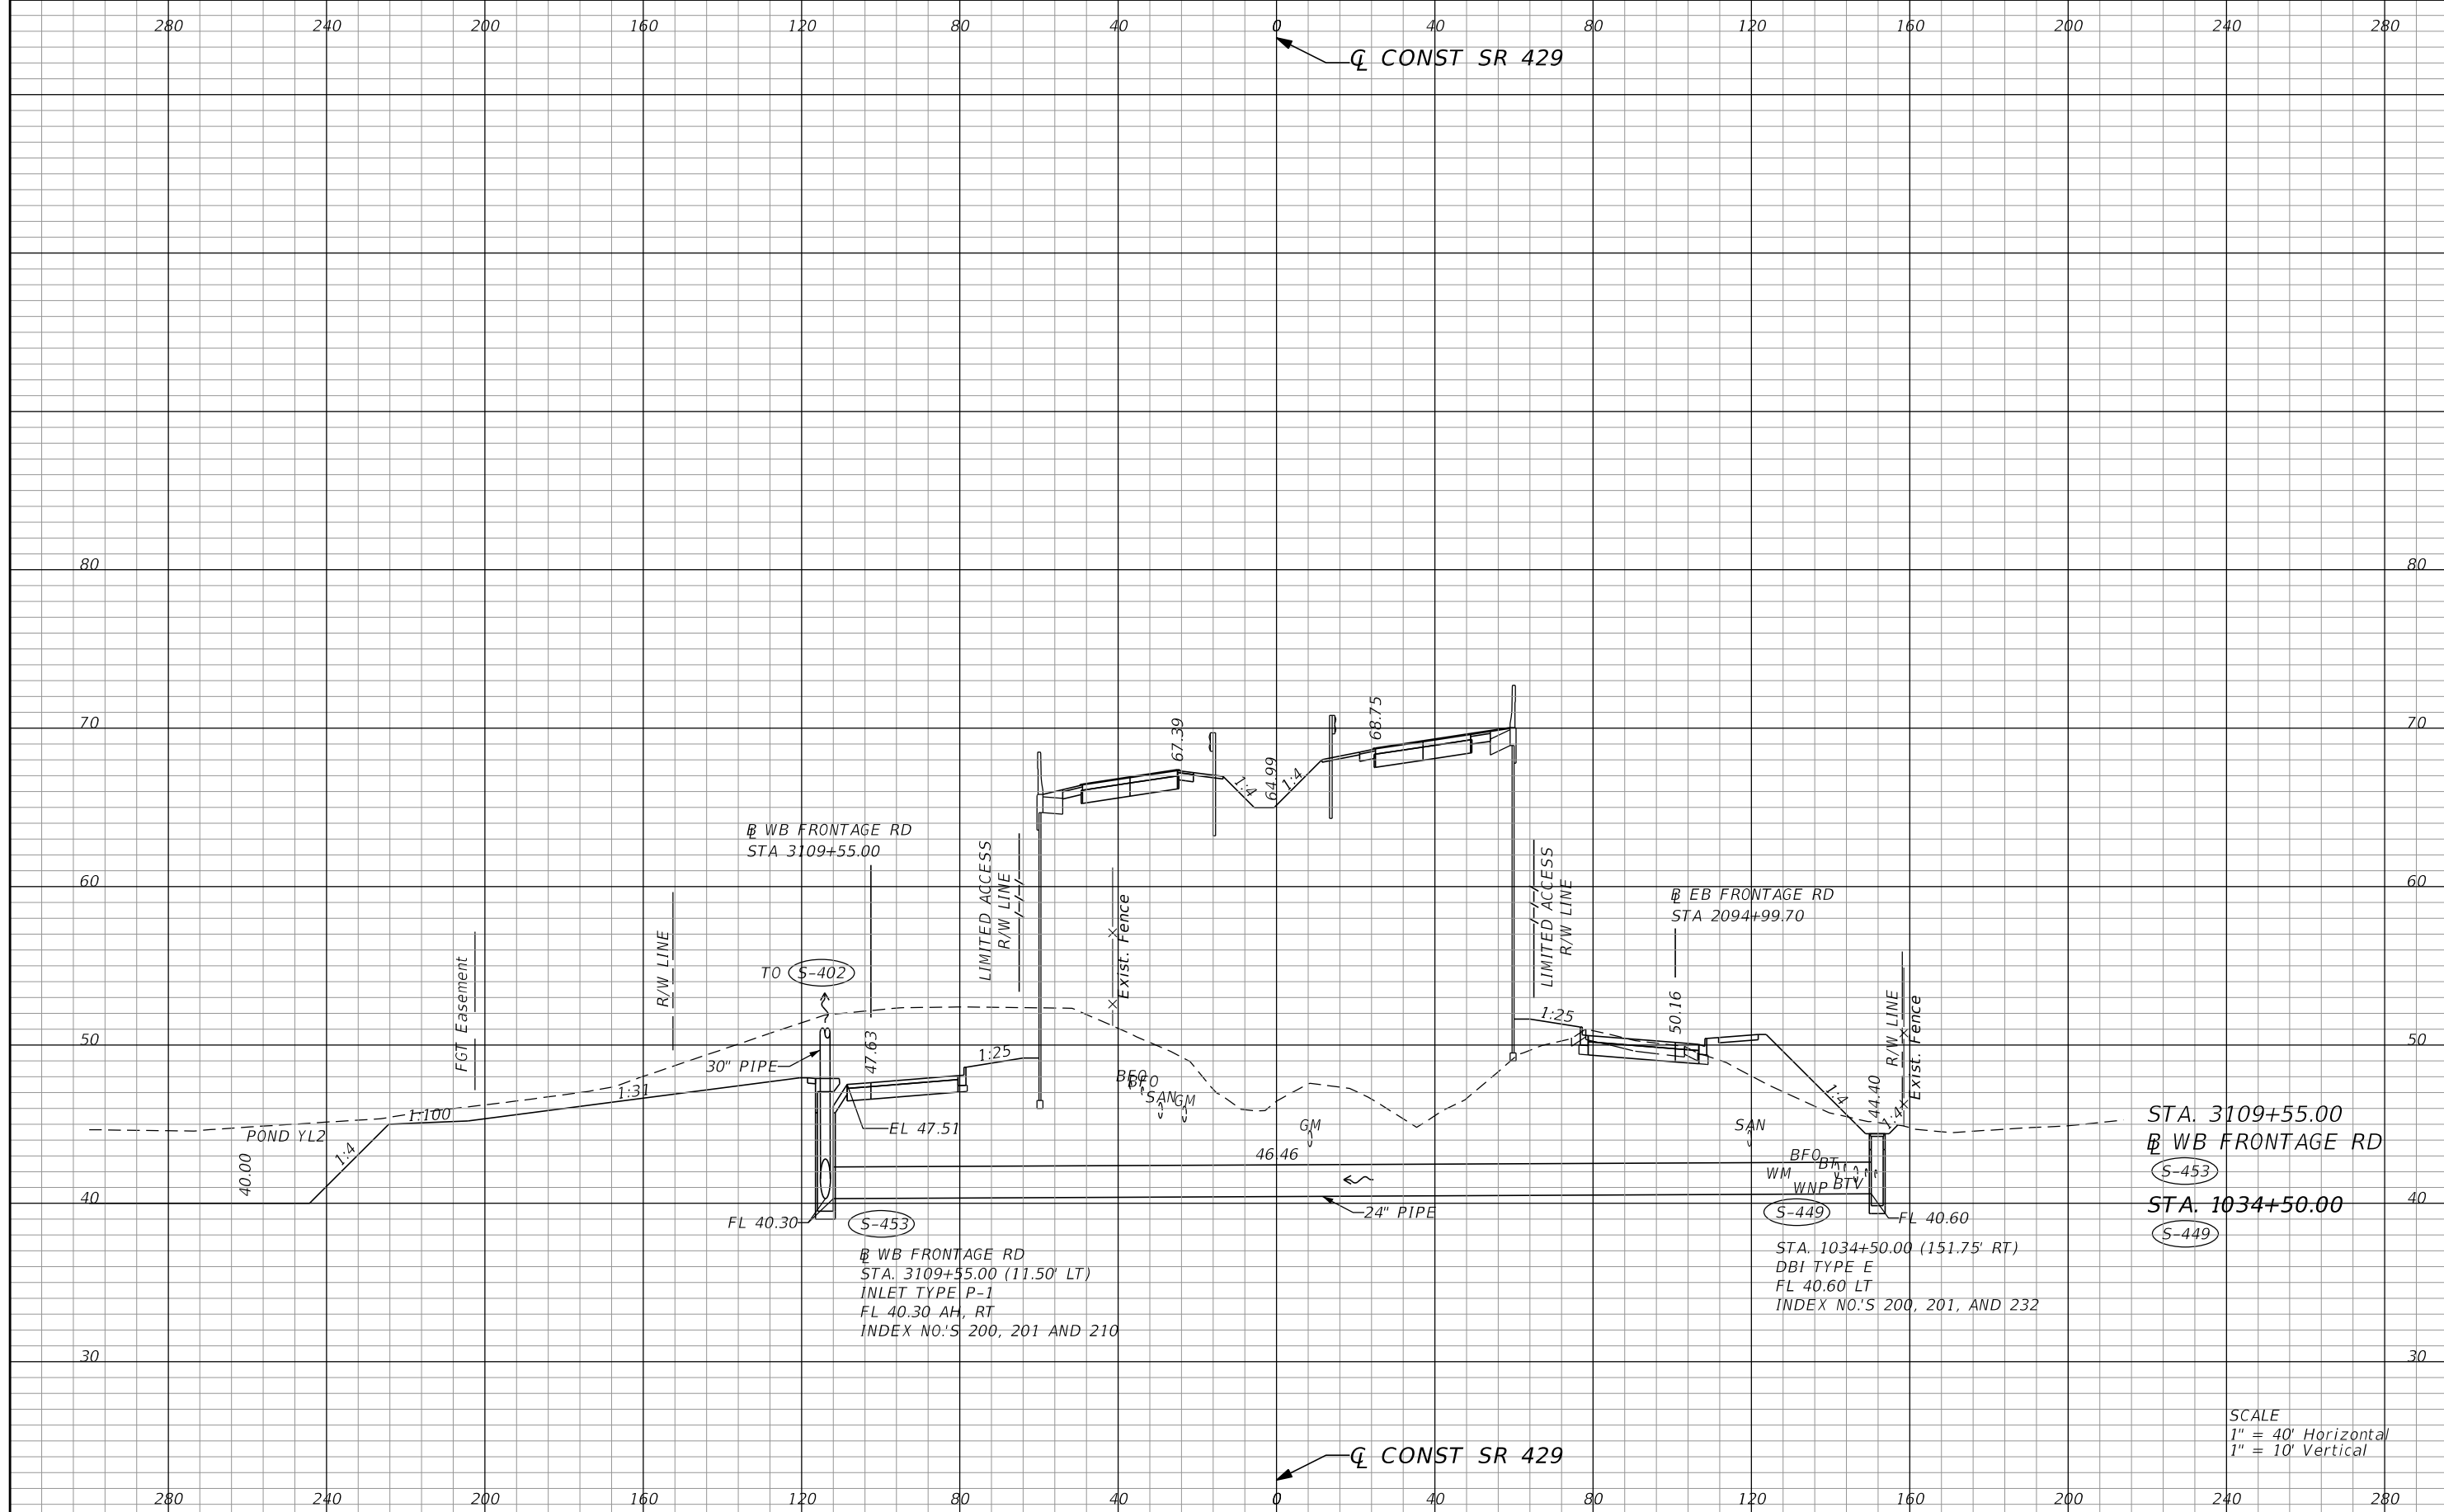 280 240 200 160 120 80 40 0 40 80 120 160 200 240 280
℄ CONST SR 429
80 80
70 70
67.39
68.75
64.99
1:4
1:4
B̲L WB FRONTAGE RD
STA 3109+55.00
LIMITED ACCESS
R/W LINE
Exist. Fence
LIMITED ACCESS
R/W LINE
60 60
B̲L EB FRONTAGE RD
STA 2094+99.70
FGT Easement
R/W LINE
TO S-402
50.16
R/W LINE
Exist. Fence
50 50
30" PIPE
47.63
1:25
1:25
BFO
BFO
SAN
GM
1:31
1:100
POND YL2
1:4
40.00
EL 47.51
GM
46.46
SAN
1:4
44.40
1:4
BFO
BT
WM
BTV
WNP
STA. 3109+55.00
B̲L WB FRONTAGE RD
S-453
STA. 1034+50.00
S-449
40 40
FL 40.30
S-453
24" PIPE
S-449
FL 40.60
B̲L WB FRONTAGE RD
STA. 3109+55.00 (11.50' LT)
INLET TYPE P-1
FL 40.30 AH, RT
INDEX NO.'S 200, 201 AND 210
STA. 1034+50.00 (151.75' RT)
DBI TYPE E
FL 40.60 LT
INDEX NO.'S 200, 201, AND 232
30 30
SCALE
1" = 40' Horizontal
1" = 10' Vertical
℄ CONST SR 429
280 240 200 160 120 80 40 0 40 80 120 160 200 240 280